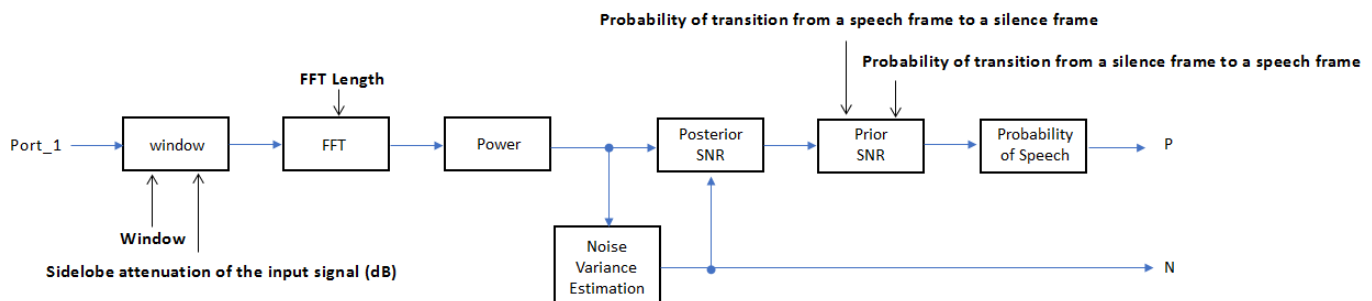 Probability of transition from a speech frame to a silence frame
Probability of transition from a silence frame to a speech frame
FFT Length
Port_1
window
FFT
Power
Posterior
SNR
Prior
SNR
Probability
of Speech
P
Window
Sidelobe attenuation of the input signal (dB)
Noise
Variance
Estimation
N